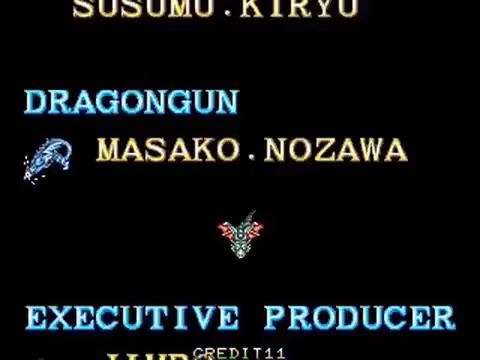 SUSUMU.KIRYU
DRAGONGUN
MASAKO.NOZAWA
EXECUTIVE PRODUCER
CREDIT11